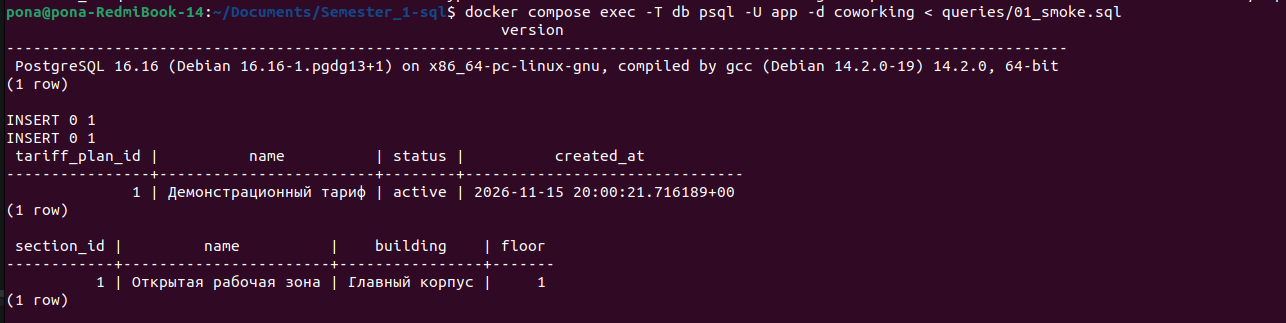 pona@pona-RedmiBook-14:~/Documents/Semester_1-sql$ docker compose exec -T db psql -U app -d coworking < queries/01_smoke.sql
version
--------------------------------------------------------------------------------------------------------------------
PostgreSQL 16.16 (Debian 16.16-1.pgdg13+1) on x86_64-pc-linux-gnu, compiled by gcc (Debian 14.2.0-19) 14.2.0, 64-bit
(1 row)
INSERT 0 1
INSERT 0 1
tariff_plan_id | name | status | created_at
----------------+------------------------+--------+-------------------------------
1 | Демонстрационный тариф | active | 2026-11-15 20:00:21.716189+00
(1 row)
section_id | name | building | floor
------------+-----------------------+----------------+-------
1 | Открытая рабочая зона | Главный корпус | 1
(1 row)